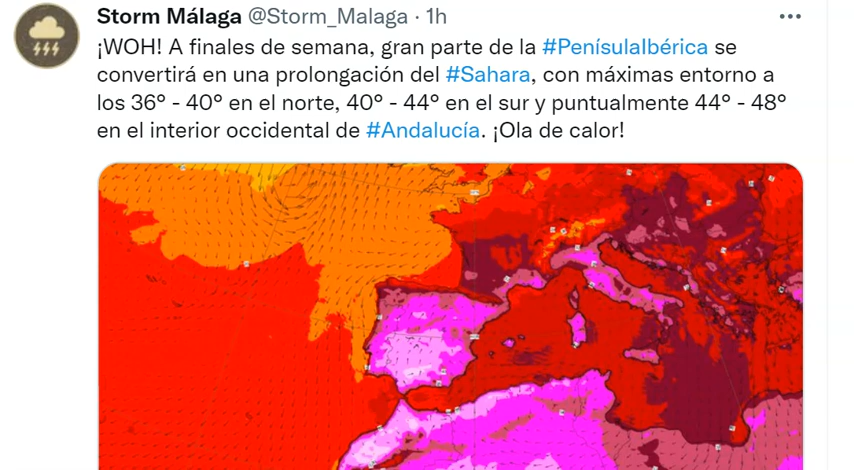 Storm Málaga @Storm_Malaga · 1h
¡WOH! A finales de semana, gran parte de la #PenísulaIbérica se
convertirá en una prolongación del #Sahara, con máximas entorno a
los 36° - 40° en el norte, 40° - 44° en el sur y puntualmente 44° - 48°
en el interior occidental de #Andalucía. ¡Ola de calor!